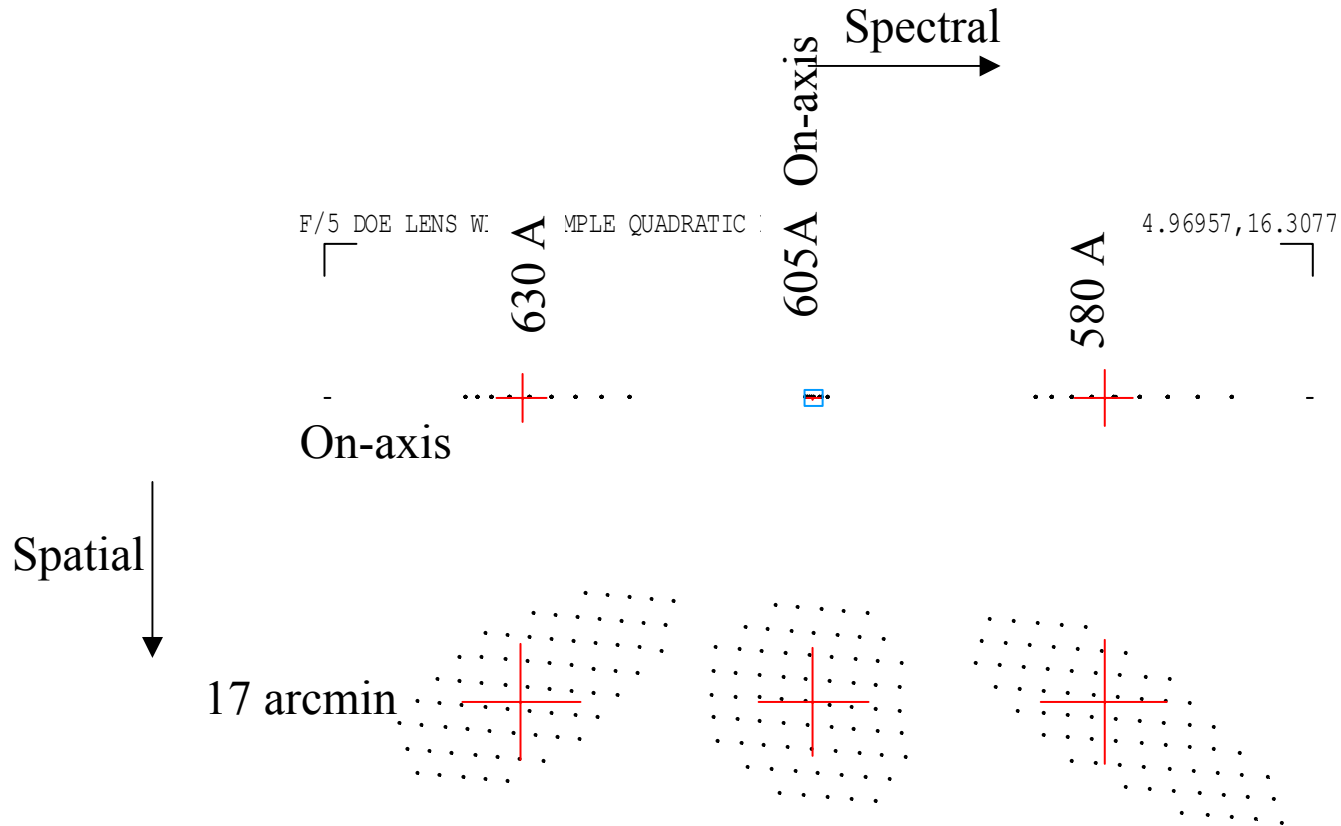 Spectral
On-axis
F/5 DOE LENS MPLE QUADRATIC
4.96957,16.3077
630 A
605A
580 A
On-axis
Spatial
17 arcmin